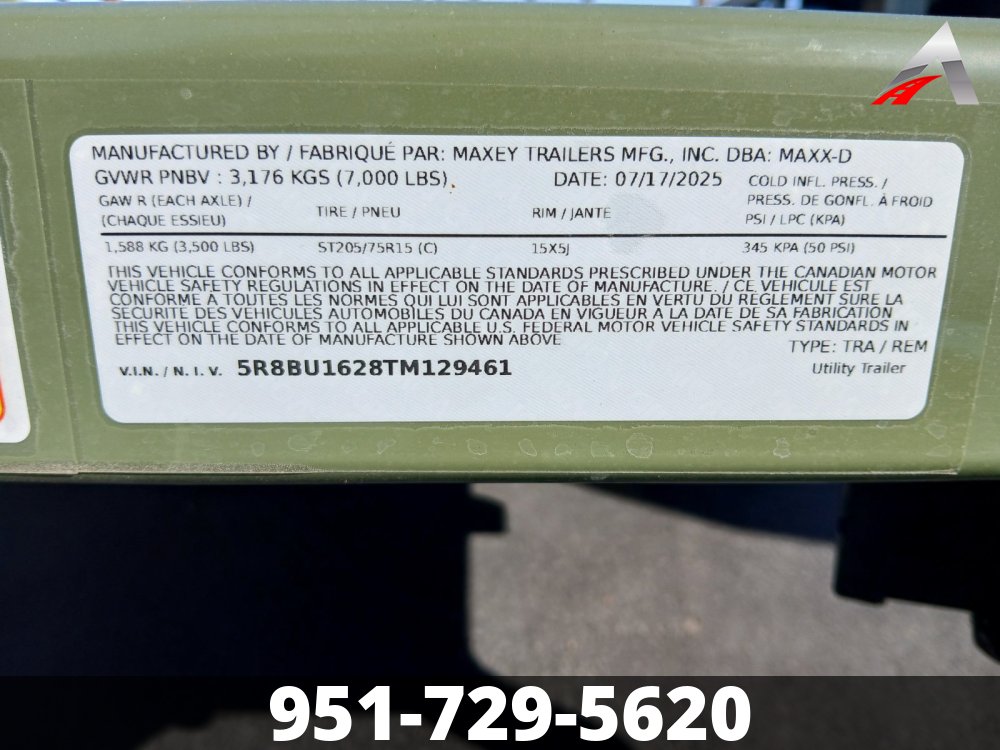 MANUFACTURED BY / FABRIQUÉ PAR: MAXEY TRAILERS MFG., INC. DBA: MAXX-D
GVWR PNBV : 3,176 KGS (7,000 LBS). DATE: 07/17/2025
COLD INFL. PRESS. /
PRESS. DE GONFL. À FROID
PSI / LPC (KPA)
GAW R (EACH AXLE) /
(CHAQUE ESSIEU)
TIRE / PNEU
RIM / JANTE
1,588 KG (3,500 LBS) ST205/75R15 (C) 15X5J 345 KPA (50 PSI)
THIS VEHICLE CONFORMS TO ALL APPLICABLE STANDARDS PRESCRIBED UNDER THE CANADIAN MOTOR
VEHICLE SAFETY REGULATIONS IN EFFECT ON THE DATE OF MANUFACTURE. / CE VEHICULE EST
CONFORME A TOUTES LES NORMES QUI LUI SONT APPLICABLES EN VERTU DU REGLEMENT SURE LA
SECURITE DES VEHICULES AUTOMOBILES DU CANADA EN VIGUEUR A LA DATE DE SA FABRICATION
THIS VEHICLE CONFORMS TO ALL APPLICABLE U.S. FEDERAL MOTOR VEHICLE SAFETY STANDARDS IN
EFFECT ON THE DATE OF MANUFACTURE SHOWN ABOVE
TYPE: TRA / REM
V.I.N. / N. I. V. 5R8BU1628TM129461 Utility Trailer
951-729-5620